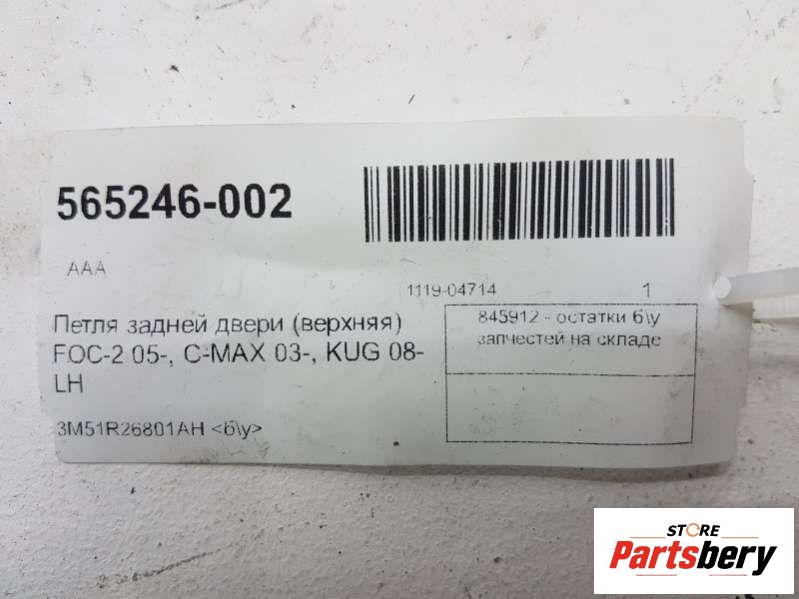 565246-002
AAA
1119-04714 1
Петля задней двери (верхняя)
FOC-2 05-, C-MAX 03-, KUG 08-
LH
3M51R26801AH <б\у>
845912 - остатки б\у
запчестей на складе
STORE
Partsbery